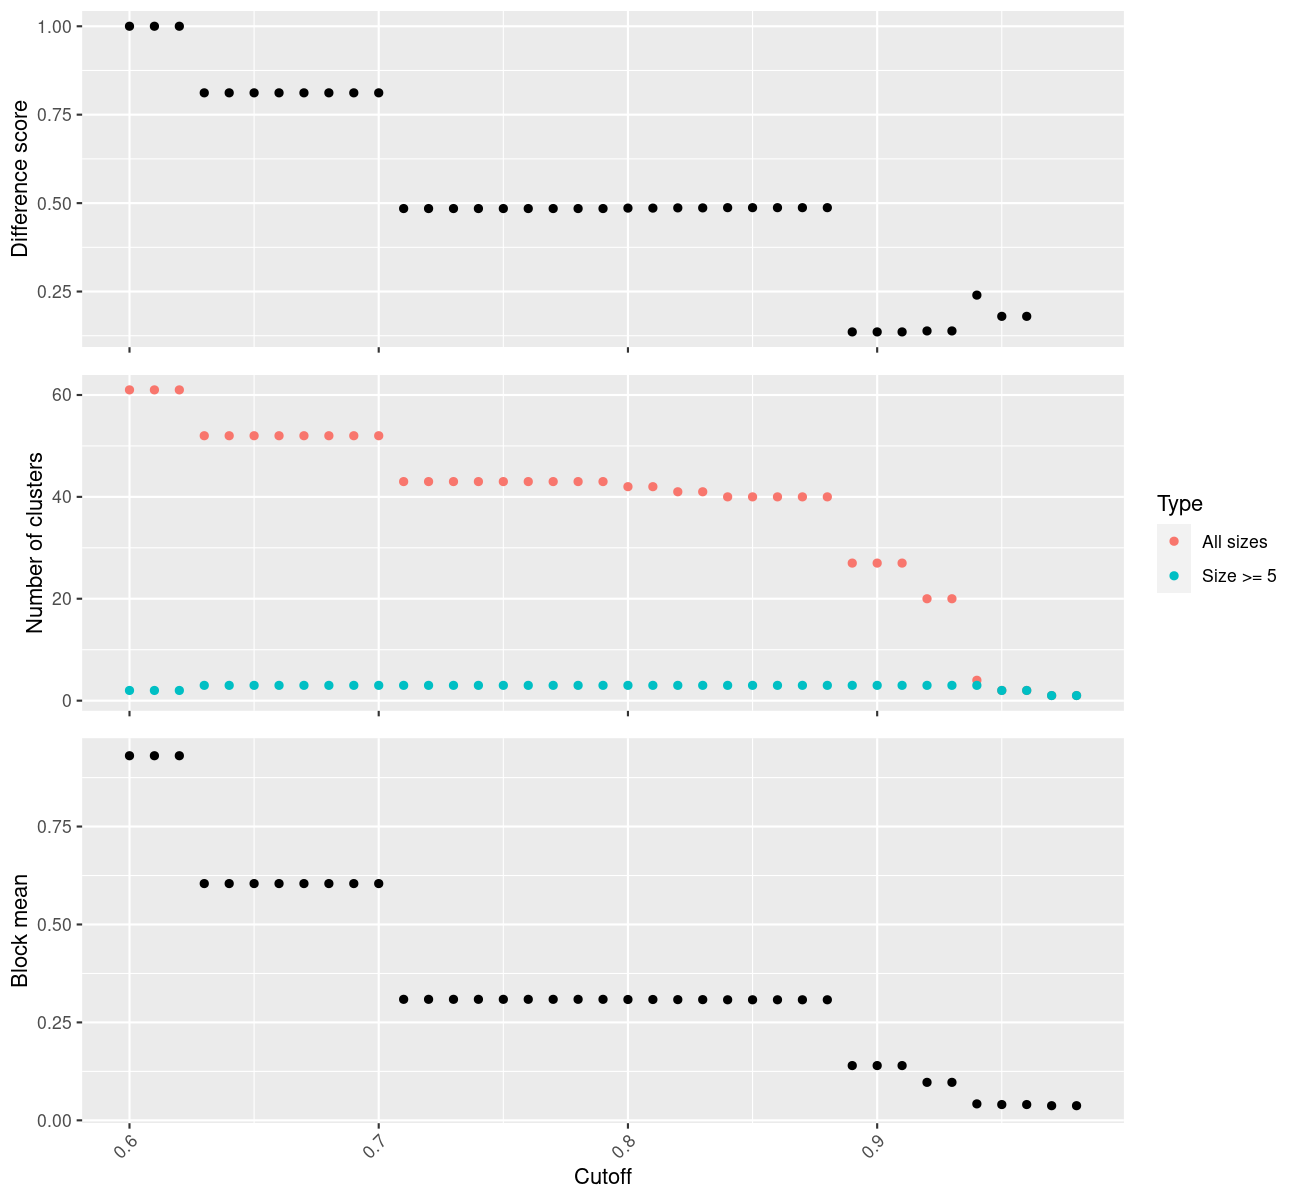 1.00
0.75
0.50
0.25
Difference score
60
40
20
0
Number of clusters
Type
All sizes
Size >= 5
0.75
0.50
0.25
0.00
Block mean
0.6
0.7
0.8
0.9
Cutoff